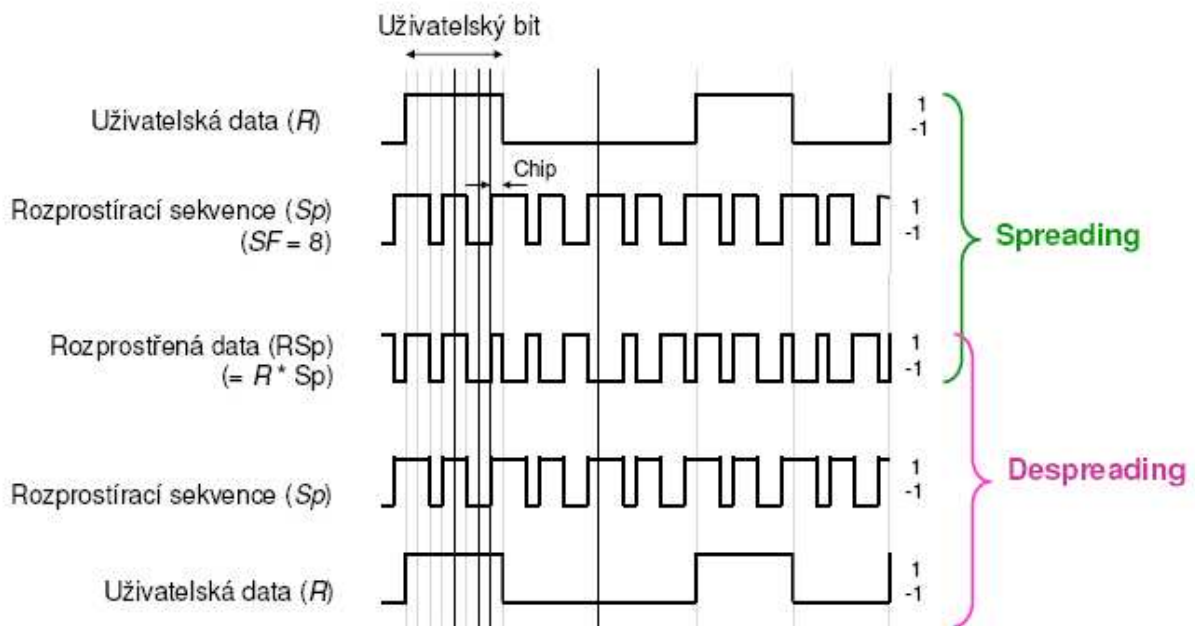 Uživatelský bit
Uživatelská data (R)
1
-1
Chip
Rozprostírací sekvence (Sp)
(SF = 8)
1
-1
Spreading
Rozprostřená data (RSp)
(= R * Sp)
1
-1
Rozprostírací sekvence (Sp)
1
-1
Despreading
Uživatelská data (R)
1
-1